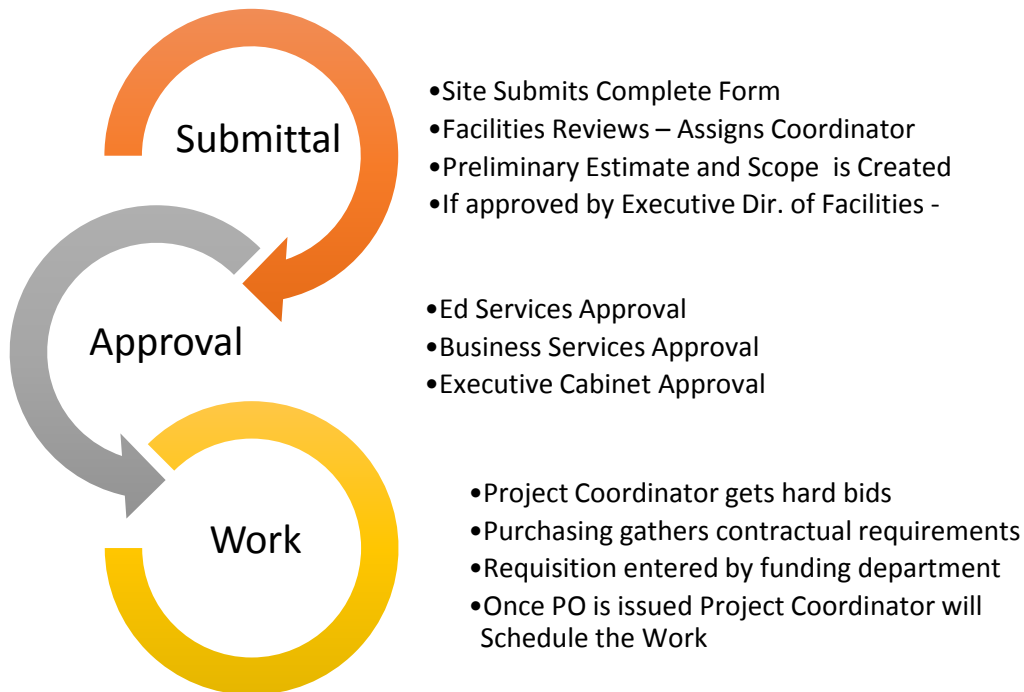 Submittal
•Site Submits Complete Form
•Facilities Reviews – Assigns Coordinator
•Preliminary Estimate and Scope  is Created
•If approved by Executive Dir. of Facilities -
Approval
•Ed Services Approval
•Business Services Approval
•Executive Cabinet Approval
Work
•Project Coordinator gets hard bids
•Purchasing gathers contractual requirements
•Requisition entered by funding department
•Once PO is issued Project Coordinator will
Schedule the Work